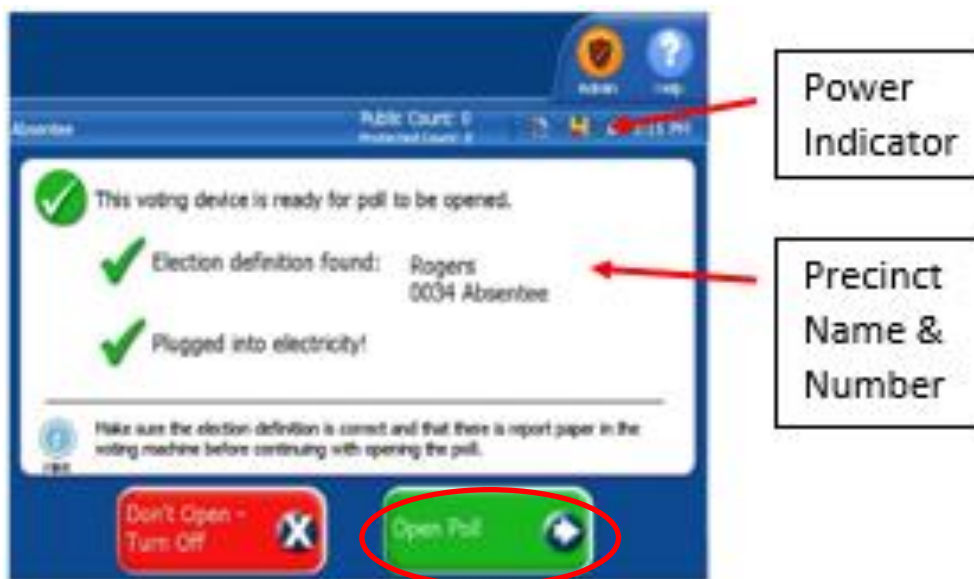 Admin
Help
Absentee
Public Count: 0
Protected Count: 0
PM
This voting device is ready for poll to be opened.
Election definition found:
Rogers
0034 Absentee
Plugged into electricity!
Make sure the election definition is correct and that there is report paper in the
voting machine before continuing with opening the poll.
Don't Open -
Turn Off
Open Poll
Power
Indicator
Precinct
Name &
Number